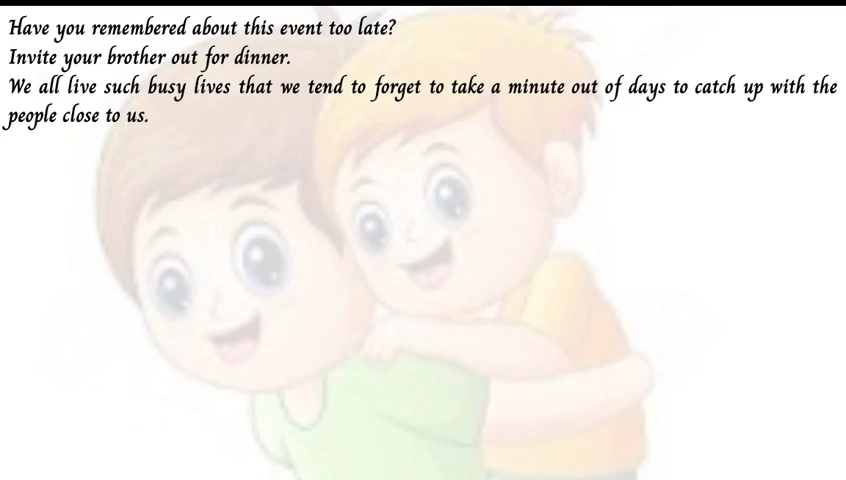 Have you remembered about this event too late?
Invite your brother out for dinner.
We all live such busy lives that we tend to forget to take a minute out of days to catch up with the
people close to us.